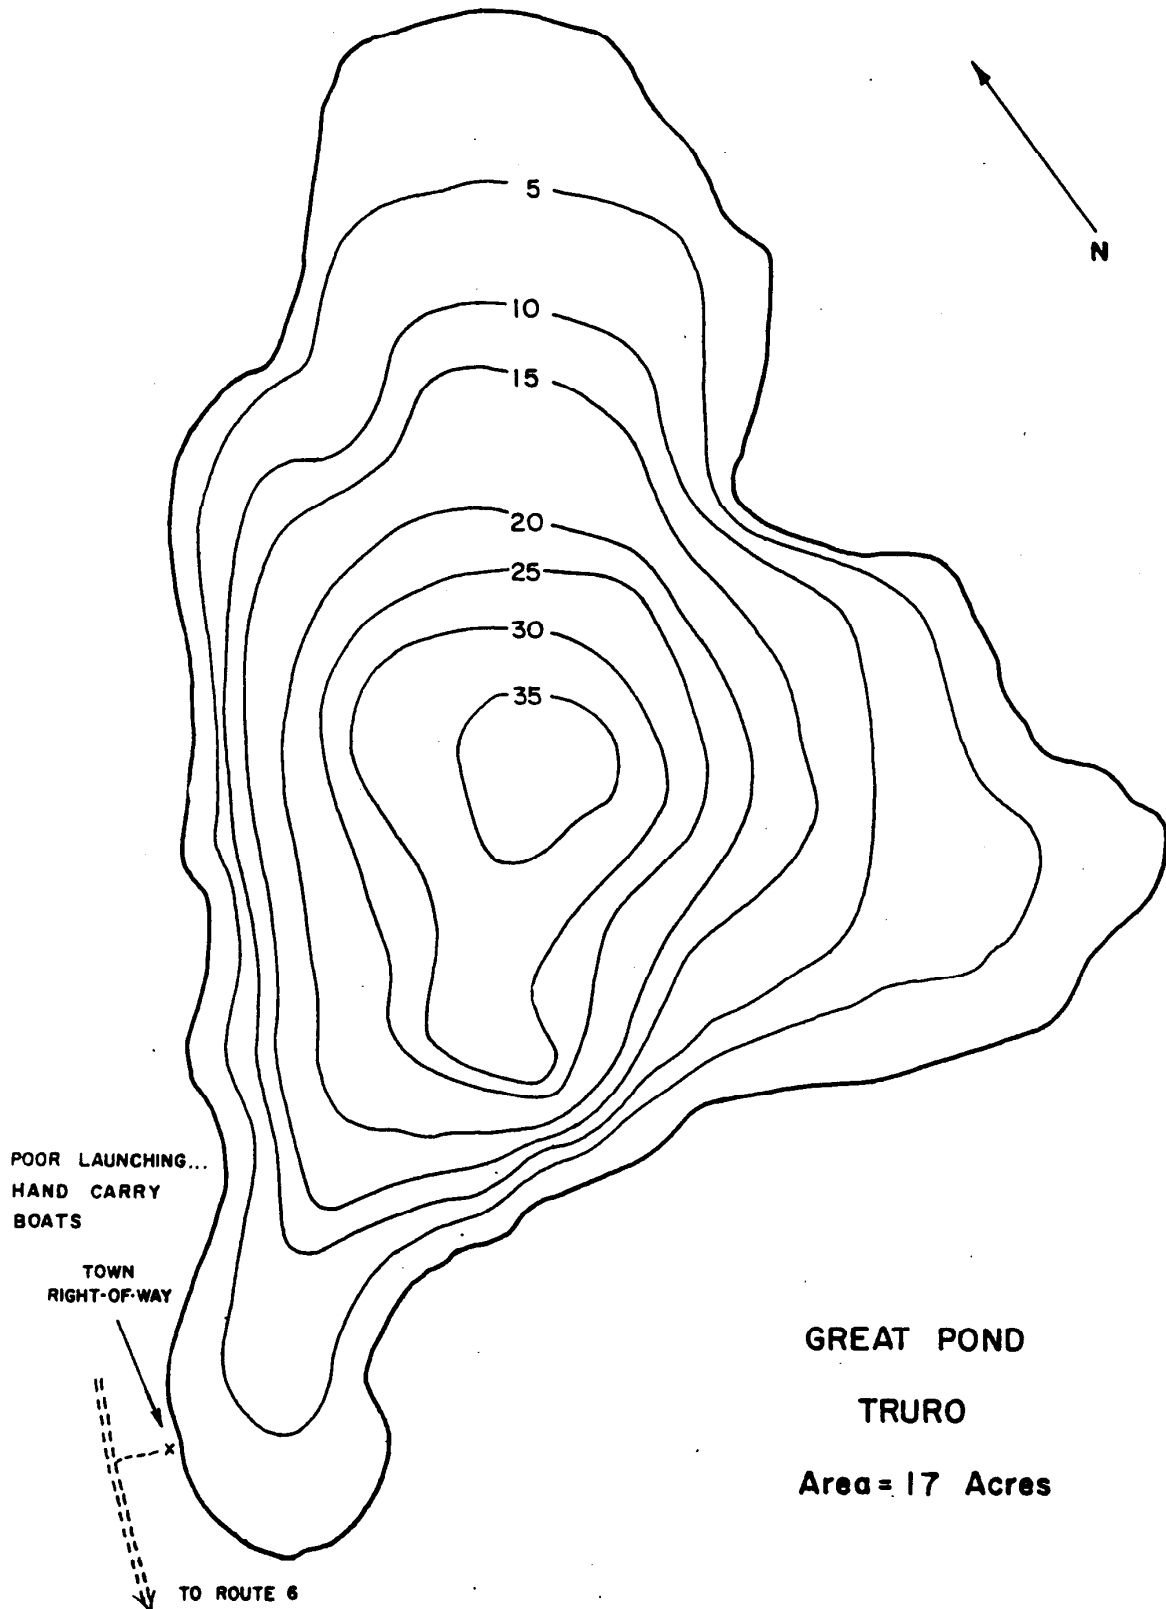 5
N
10
15
20
25
30
35
POOR LAUNCHING...
HAND CARRY
BOATS
TOWN
RIGHT-OF-WAY
GREAT POND
TRURO
Area = 17 Acres
x
TO ROUTE 6